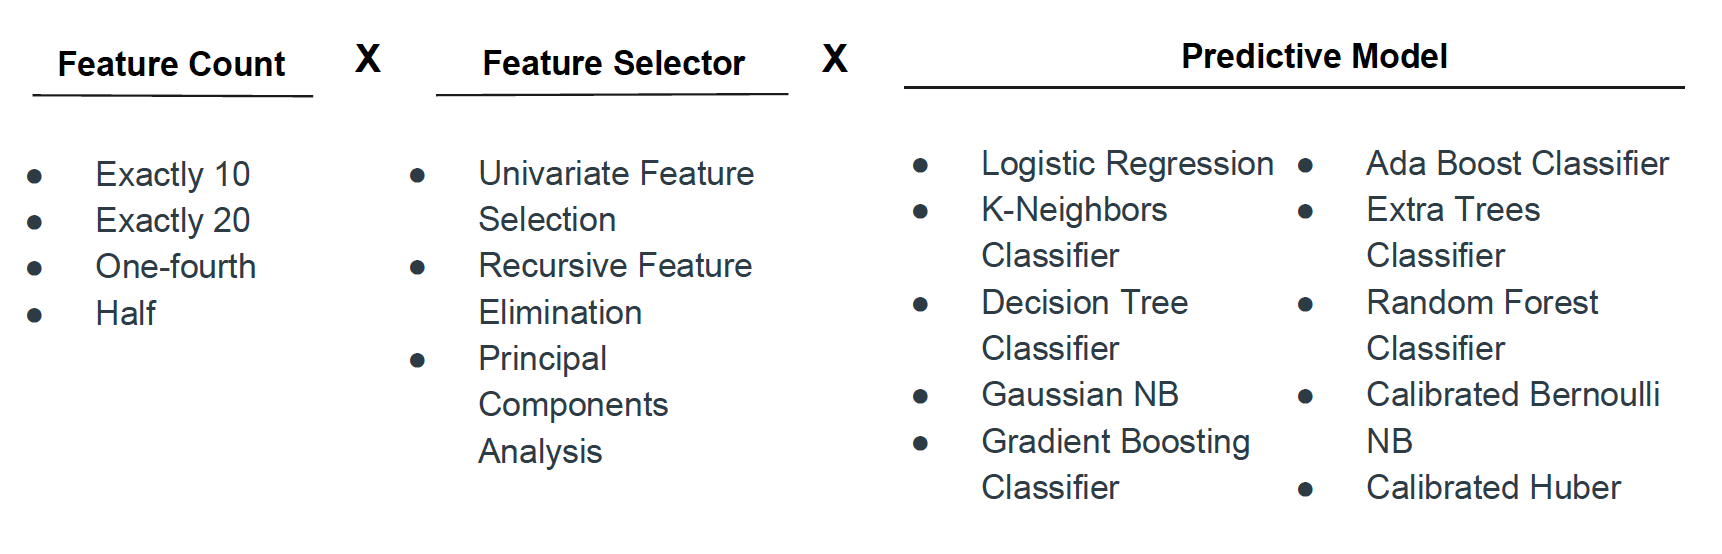 Feature Count X Feature Selector X Predictive Model
● Exactly 10
● Exactly 20
● One-fourth
● Half
● Univariate Feature
Selection
● Recursive Feature
Elimination
● Principal
Components
Analysis
● Logistic Regression
● K-Neighbors
Classifier
● Decision Tree
Classifier
● Gaussian NB
● Gradient Boosting
Classifier
● Ada Boost Classifier
● Extra Trees
Classifier
● Random Forest
Classifier
● Calibrated Bernoulli
NB
● Calibrated Huber